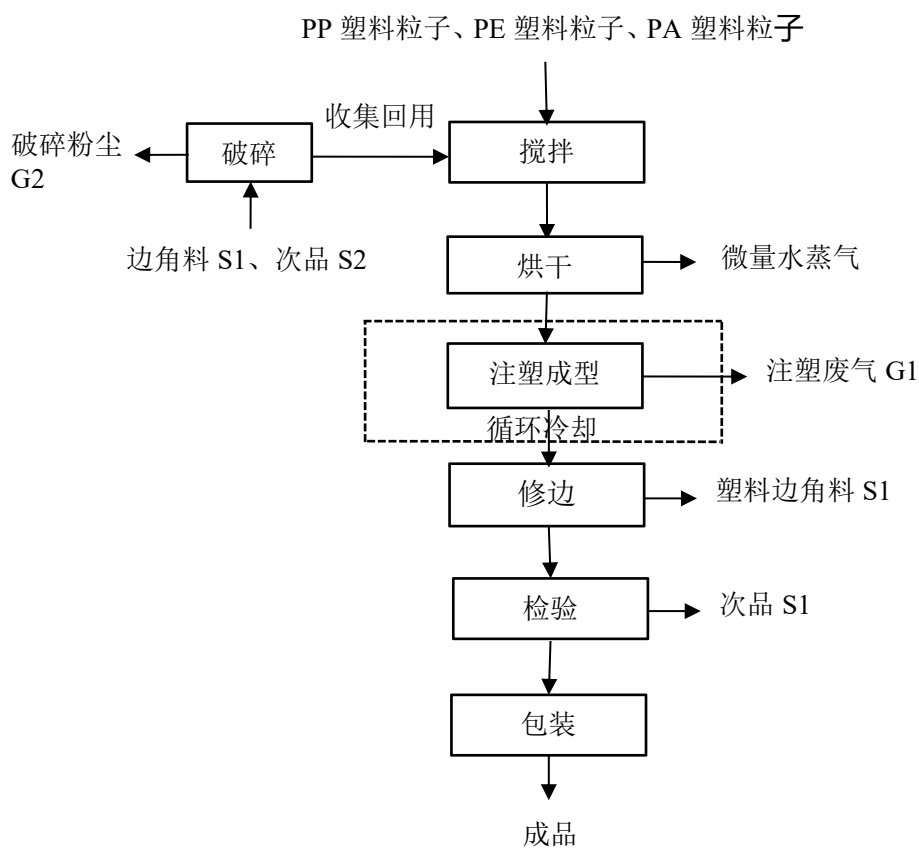 PP 塑料粒子、PE 塑料粒子、PA 塑料粒子
收集回用
破碎粉尘
G2
破碎
搅拌
边角料 S1、次品 S2
烘干
微量水蒸气
注塑成型
注塑废气 G1
循环冷却
修边
塑料边角料 S1
检验
次品 S1
包装
成品